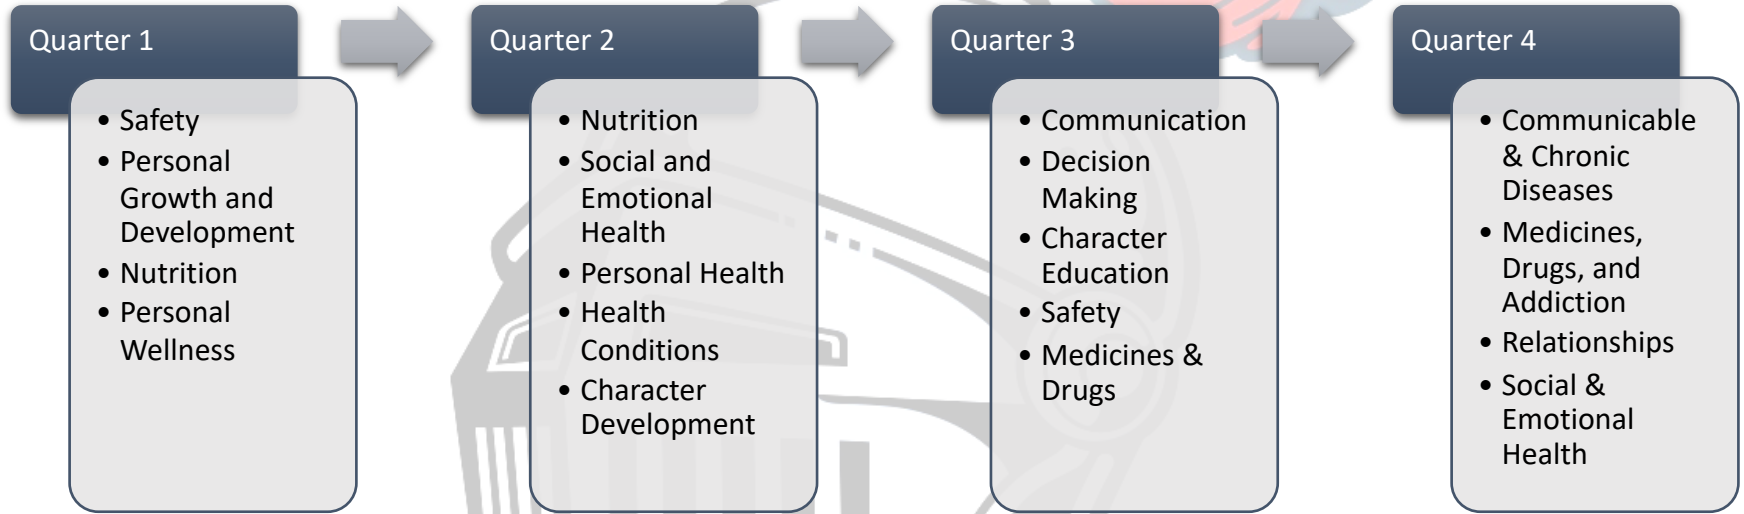 Quarter 1
• Safety
• Personal
Growth and
Development
• Nutrition
• Personal
Wellness
Quarter 2
• Nutrition
• Social and
Emotional
Health
• Personal Health
• Health
Conditions
• Character
Development
Quarter 3
• Communication
• Decision
Making
• Character
Education
• Safety
• Medicines &
Drugs
Quarter 4
• Communicable
& Chronic
Diseases
• Medicines,
Drugs, and
Addiction
• Relationships
• Social &
Emotional
Health